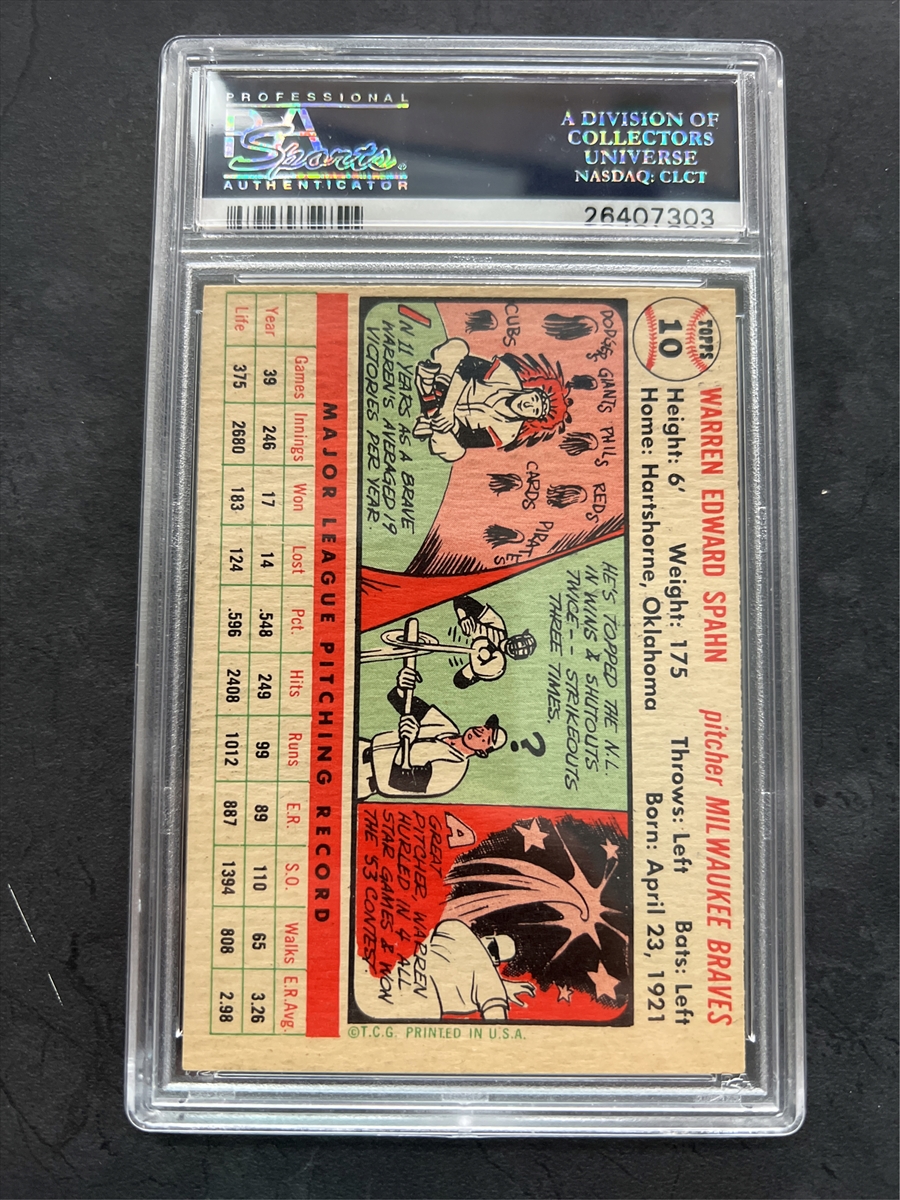 PROFESSIONAL
PSA
Sports
AUTHENTICATOR
A DIVISION OF
COLLECTORS
UNIVERSE
NASDAQ: CLCT
26407303
TOPPS
10
WARREN EDWARD SPAHN pitcher MILWAUKEE BRAVES
Height: 6' Weight: 175 Throws: Left Bats: Left
Home: Hartshorne, Oklahoma Born: April 23, 1921
DODGS GIANTS PHILS REDS PIRATES
CUBS CARDS
IN 11 YEARS AS A BRAVE
WARREN'S AVERAGED 19
VICTORIES PER YEAR.
HE'S TOPPED THE N.L.
IN WINS & SHUTOUTS
TWICE -- STRIKEOUTS
THREE TIMES.
?
A
GREAT
PITCHER, WARREN
HURLED IN 4 ALL
STAR GAMES & WON
THE '53 CONTEST.
MAJOR LEAGUE PITCHING RECORD
Games Innings Won Lost Pct. Hits Runs E.R. S.O. Walks E.R.Avg.
Year 39 246 17 14 .548 249 99 89 110 65 3.26
Life 375 2680 183 124 .596 2408 1012 887 1394 808 2.98
©T.C.G. PRINTED IN U.S.A.